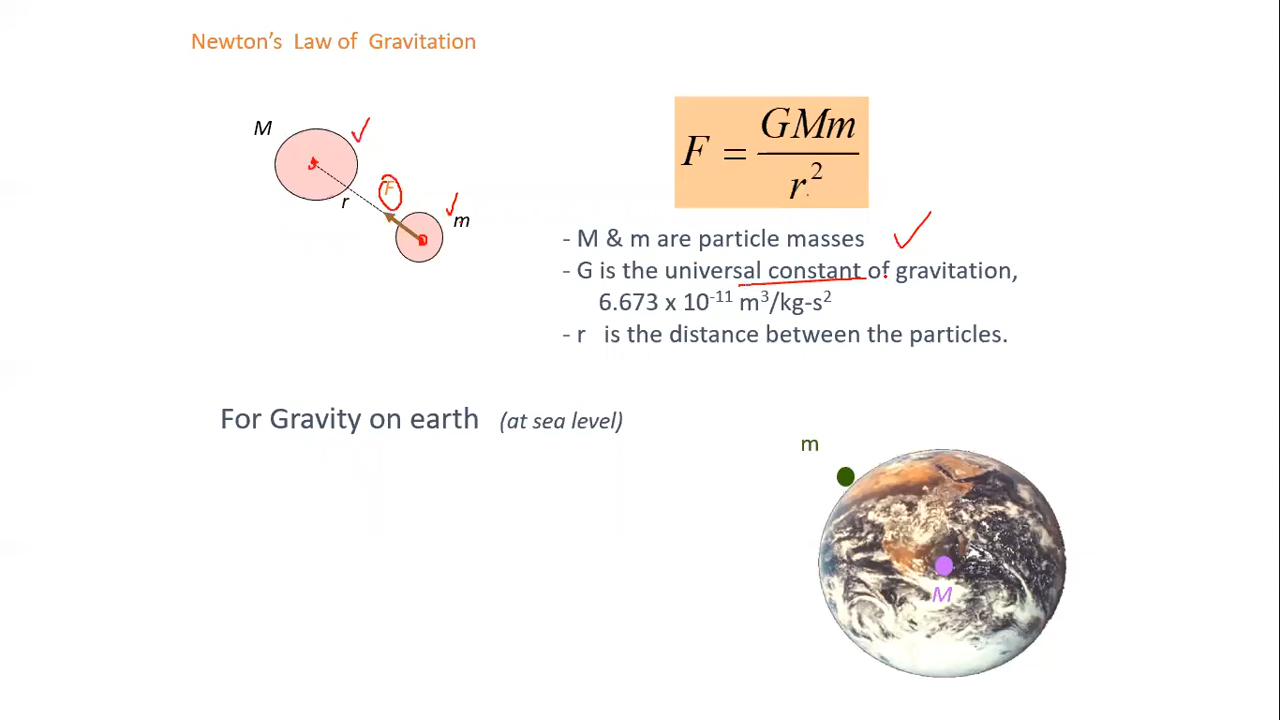 Newton's Law of Gravitation
M
F
r
m
F = GMm / r²
- M & m are particle masses
- G is the universal constant of gravitation,
6.673 x 10⁻¹¹ m³/kg-s²
- r is the distance between the particles.
For Gravity on earth (at sea level)
m
M